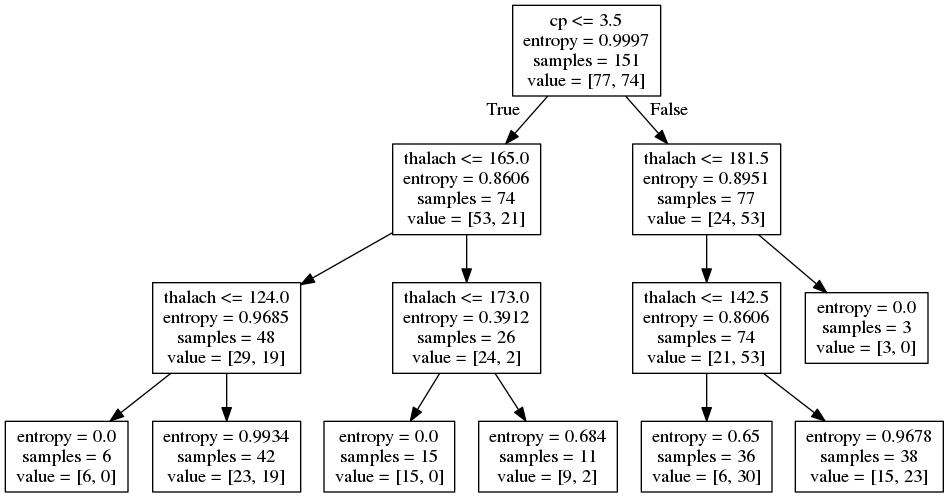 cp <= 3.5
entropy = 0.9997
samples = 151
value = [77, 74]
True
False
thalach <= 165.0
entropy = 0.8606
samples = 74
value = [53, 21]
thalach <= 181.5
entropy = 0.8951
samples = 77
value = [24, 53]
thalach <= 124.0
entropy = 0.9685
samples = 48
value = [29, 19]
thalach <= 173.0
entropy = 0.3912
samples = 26
value = [24, 2]
thalach <= 142.5
entropy = 0.8606
samples = 74
value = [21, 53]
entropy = 0.0
samples = 3
value = [3, 0]
entropy = 0.0
samples = 6
value = [6, 0]
entropy = 0.9934
samples = 42
value = [23, 19]
entropy = 0.0
samples = 15
value = [15, 0]
entropy = 0.684
samples = 11
value = [9, 2]
entropy = 0.65
samples = 36
value = [6, 30]
entropy = 0.9678
samples = 38
value = [15, 23]